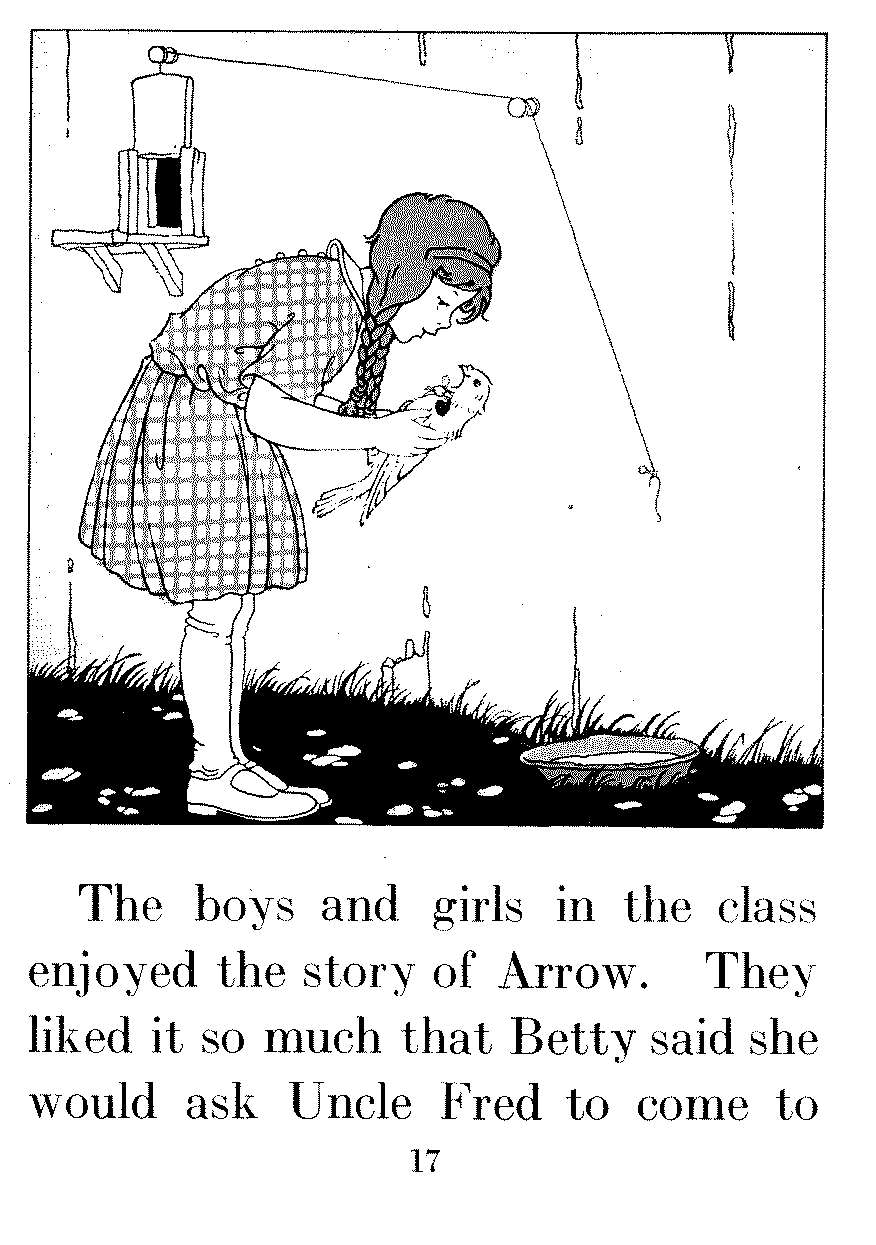 The boys and girls in the class
enjoyed the story of Arrow. They
liked it so much that Betty said she
would ask Uncle Fred to come to
17